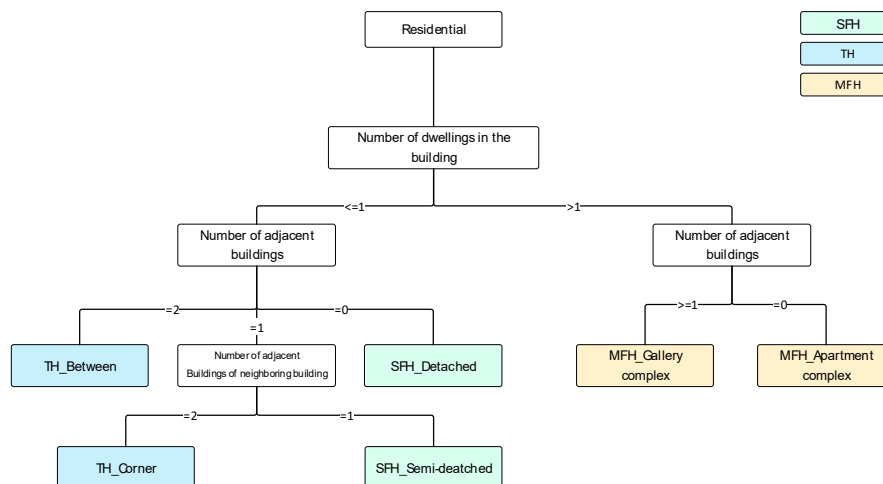 Residential
SFH
TH
MFH
Number of dwellings in the
building
<=1
>1
Number of adjacent
buildings
Number of adjacent
buildings
=2
=1
=0
>=1
=0
TH_Between
Number of adjacent
Buildings of neighboring building
SFH_Detached
MFH_Gallery
complex
MFH_Apartment
complex
=2
=1
TH_Corner
SFH_Semi-deatched